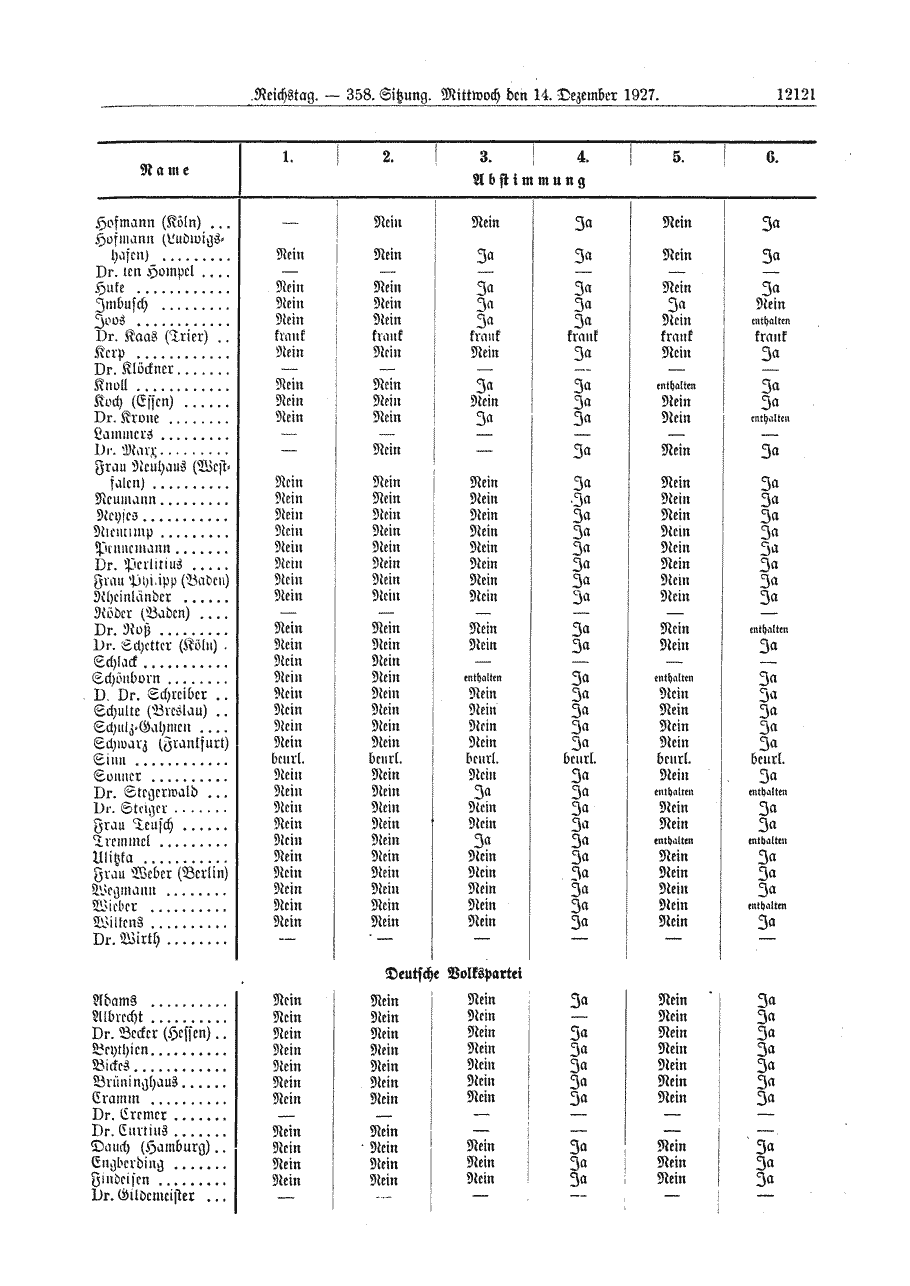 Reichstag. — 358. Sitzung. Mittwoch den 14. Dezember 1927. 12121
Name 1. 2. 3. 4. 5. 6.
Abstimmung
Hofmann (Köln) ... — Nein Nein Ja Nein Ja
Hofmann (Ludwigs-
hafen) ......... Nein Nein Ja Ja Nein Ja
Dr. ten Hompel .... — — — — — —
Huke ............ Nein Nein Ja Ja Nein Ja
Imbusch ......... Nein Nein Ja Ja Ja Nein
Joos ............ Nein Nein Ja Ja Nein enthalten
Dr. Kaas (Trier) .. krank krank krank krank krank krank
Kerp ............ Nein Nein Nein Ja Nein Ja
Dr. Klöckner....... — — — — — —
Knoll ............ Nein Nein Ja Ja enthalten Ja
Koch (Essen) ...... Nein Nein Nein Ja Nein Ja
Dr. Krone ........ Nein Nein Ja Ja Nein enthalten
Lammers ......... — — — — — —
Dr. Marx......... — Nein — Ja Nein Ja
Frau Neuhaus (West-
falen) .......... Nein Nein Nein Ja Nein Ja
Neumann......... Nein Nein Nein Ja Nein Ja
Neyses........... Nein Nein Nein Ja Nein Ja
Nientimp ......... Nein Nein Nein Ja Nein Ja
Pennemann....... Nein Nein Nein Ja Nein Ja
Dr. Perlitius ..... Nein Nein Nein Ja Nein Ja
Frau Philipp (Baden) Nein Nein Nein Ja Nein Ja
Rheinländer ...... Nein Nein Nein Ja Nein Ja
Röder (Baden) .... — — — — — —
Dr. Roß ......... Nein Nein Nein Ja Nein enthalten
Dr. Schetter (Köln) . Nein Nein Nein Ja Nein Ja
Schlack ........... Nein Nein — — — —
Schönborn ........ Nein Nein enthalten Ja enthalten Ja
D. Dr. Schreiber .. Nein Nein Nein Ja Nein Ja
Schulte (Breslau) .. Nein Nein Nein Ja Nein Ja
Schulz-Gahmen .... Nein Nein Nein Ja Nein Ja
Schwarz (Frankfurt) Nein Nein Nein Ja Nein Ja
Sinn ............ beurl. beurl. beurl. beurl. beurl. beurl.
Sonner .......... Nein Nein Nein Ja Nein Ja
Dr. Stegerwald ... Nein Nein Ja Ja enthalten enthalten
Dr. Steiger ....... Nein Nein Nein Ja Nein Ja
Frau Teusch ...... Nein Nein Nein Ja Nein Ja
Tremmel ......... Nein Nein Ja Ja enthalten enthalten
Ulitzka ........... Nein Nein Nein Ja Nein Ja
Frau Weber (Berlin) Nein Nein Nein Ja Nein Ja
Wegmann ........ Nein Nein Nein Ja Nein Ja
Wieber .......... Nein Nein Nein Ja Nein enthalten
Wiltens .......... Nein Nein Nein Ja Nein Ja
Dr. Wirth ........ — — — — — —
Deutsche Volkspartei
Adams .......... Nein Nein Nein Ja Nein Ja
Albrecht .......... Nein Nein Nein — Nein Ja
Dr. Becker (Hessen) .. Nein Nein Nein Ja Nein Ja
Beythien.......... Nein Nein Nein Ja Nein Ja
Bickes............ Nein Nein Nein Ja Nein Ja
Brüninghaus...... Nein Nein Nein Ja Nein Ja
Cramm .......... Nein Nein Nein Ja Nein Ja
Dr. Cremer ....... — — — — — —
Dr. Curtius ....... Nein Nein — — — —
Dauch (Hamburg) .. Nein Nein Nein Ja Nein Ja
Engberding ....... Nein Nein Nein Ja Nein Ja
Findeisen ......... Nein Nein Nein Ja Nein Ja
Dr. Gildemeister ... — — — — — —